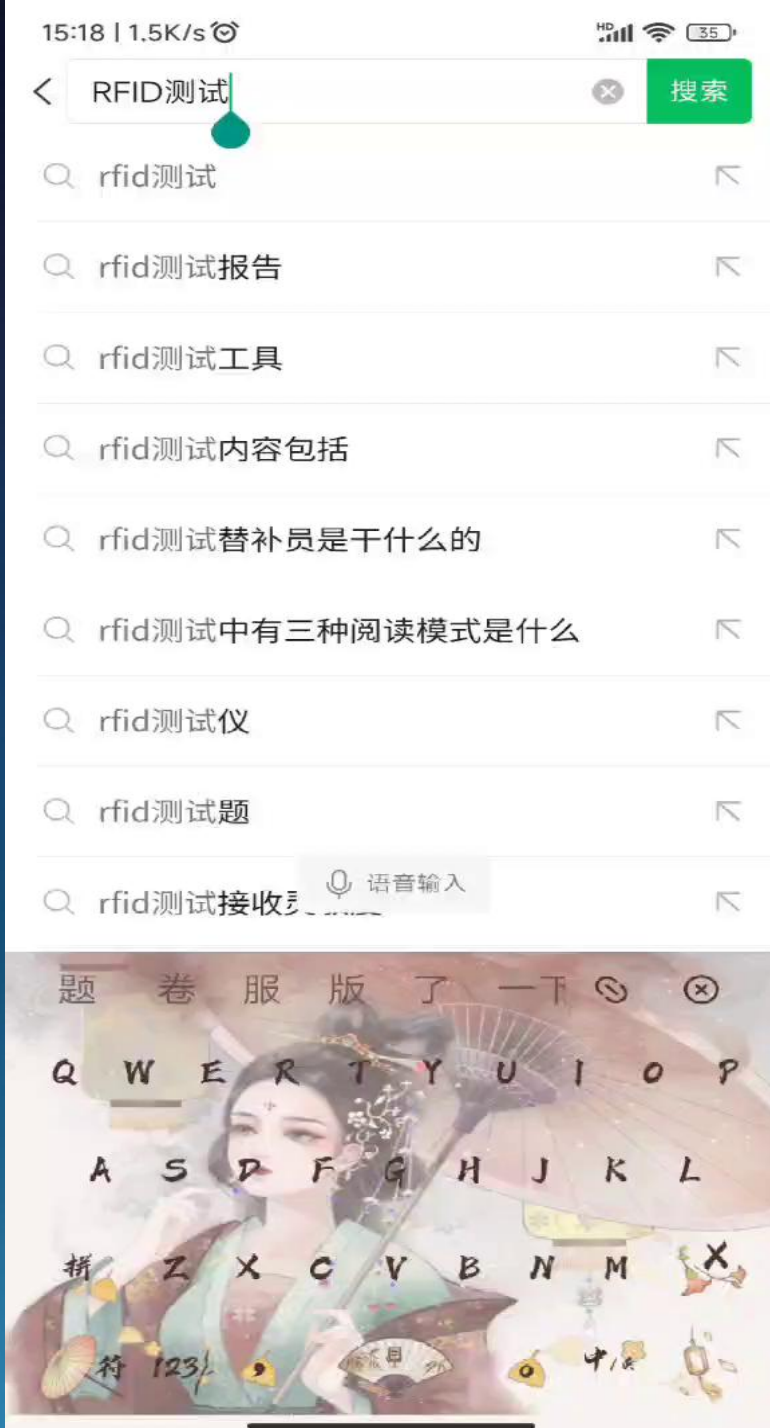 15:18 | 1.5K/s HD 35
RFID测试 搜索
rfid测试
rfid测试报告
rfid测试工具
rfid测试内容包括
rfid测试替补员是干什么的
rfid测试中有三种阅读模式是什么
rfid测试仪
rfid测试题
语音输入
rfid测试接收灵
题 卷 服 版 了 一下
Q W E R T Y U I O P
A S D F G H J K L
拼 Z X C V B N M X
符 123 , 。 中/英